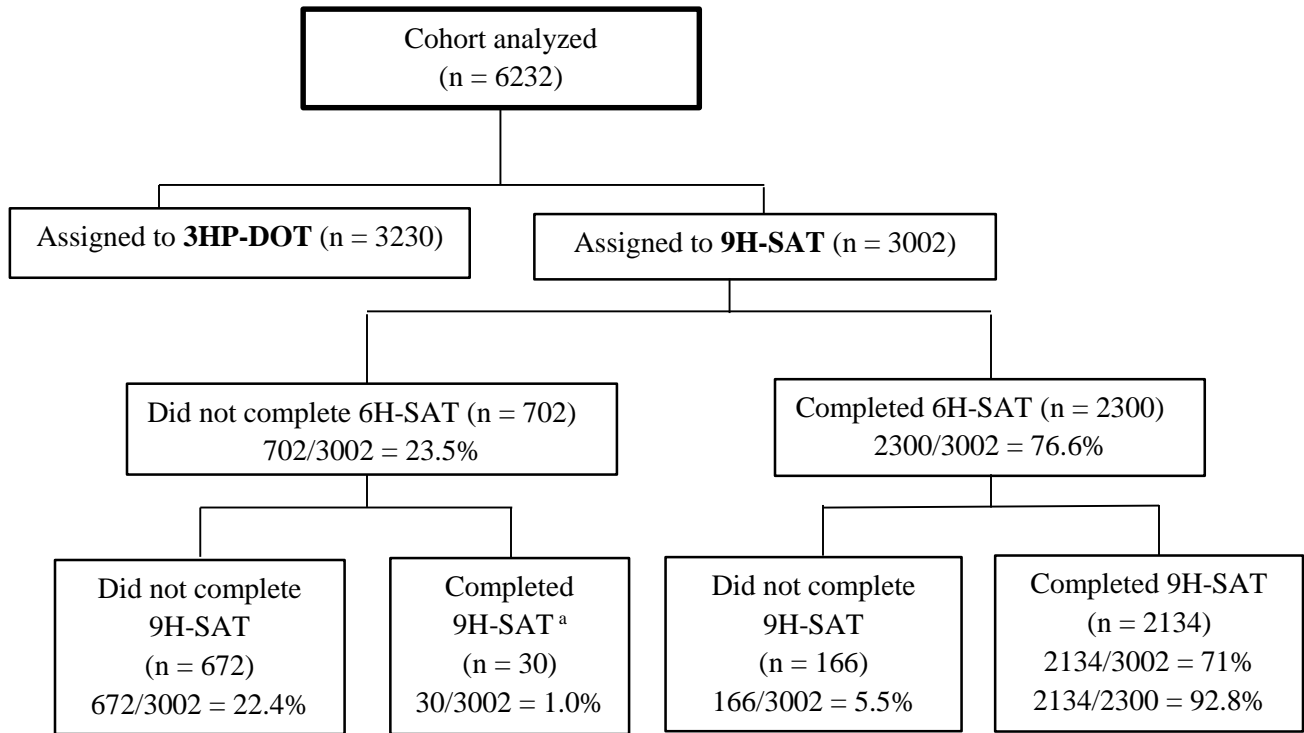 Cohort analyzed
(n = 6232)
Assigned to 3HP-DOT (n = 3230)
Assigned to 9H-SAT (n = 3002)
Did not complete 6H-SAT (n = 702)
702/3002 = 23.5%
Completed 6H-SAT (n = 2300)
2300/3002 = 76.6%
Did not complete
9H-SAT
(n = 672)
672/3002 = 22.4%
Completed
9H-SAT a
(n = 30)
30/3002 = 1.0%
Did not complete
9H-SAT
(n = 166)
166/3002 = 5.5%
Completed 9H-SAT
(n = 2134)
2134/3002 = 71%
2134/2300 = 92.8%